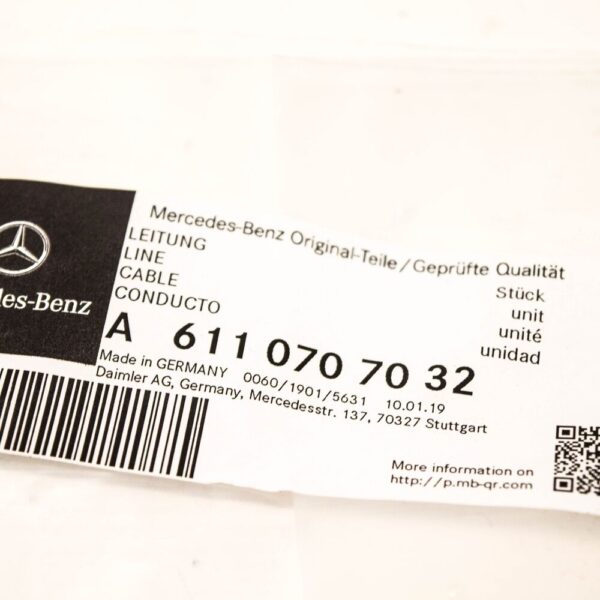 des-Benz
Mercedes-Benz Original-Teile/Geprüfte Qualität
LEITUNG
LINE
CABLE
CONDUCTO
Stück
unit
unité
unidad
A 611 070 70 32
Made in GERMANY 0060/1901/5631 10.01.19
Daimler AG, Germany, Mercedesstr. 137, 70327 Stuttgart
More information on
http://p.mb-qr.com